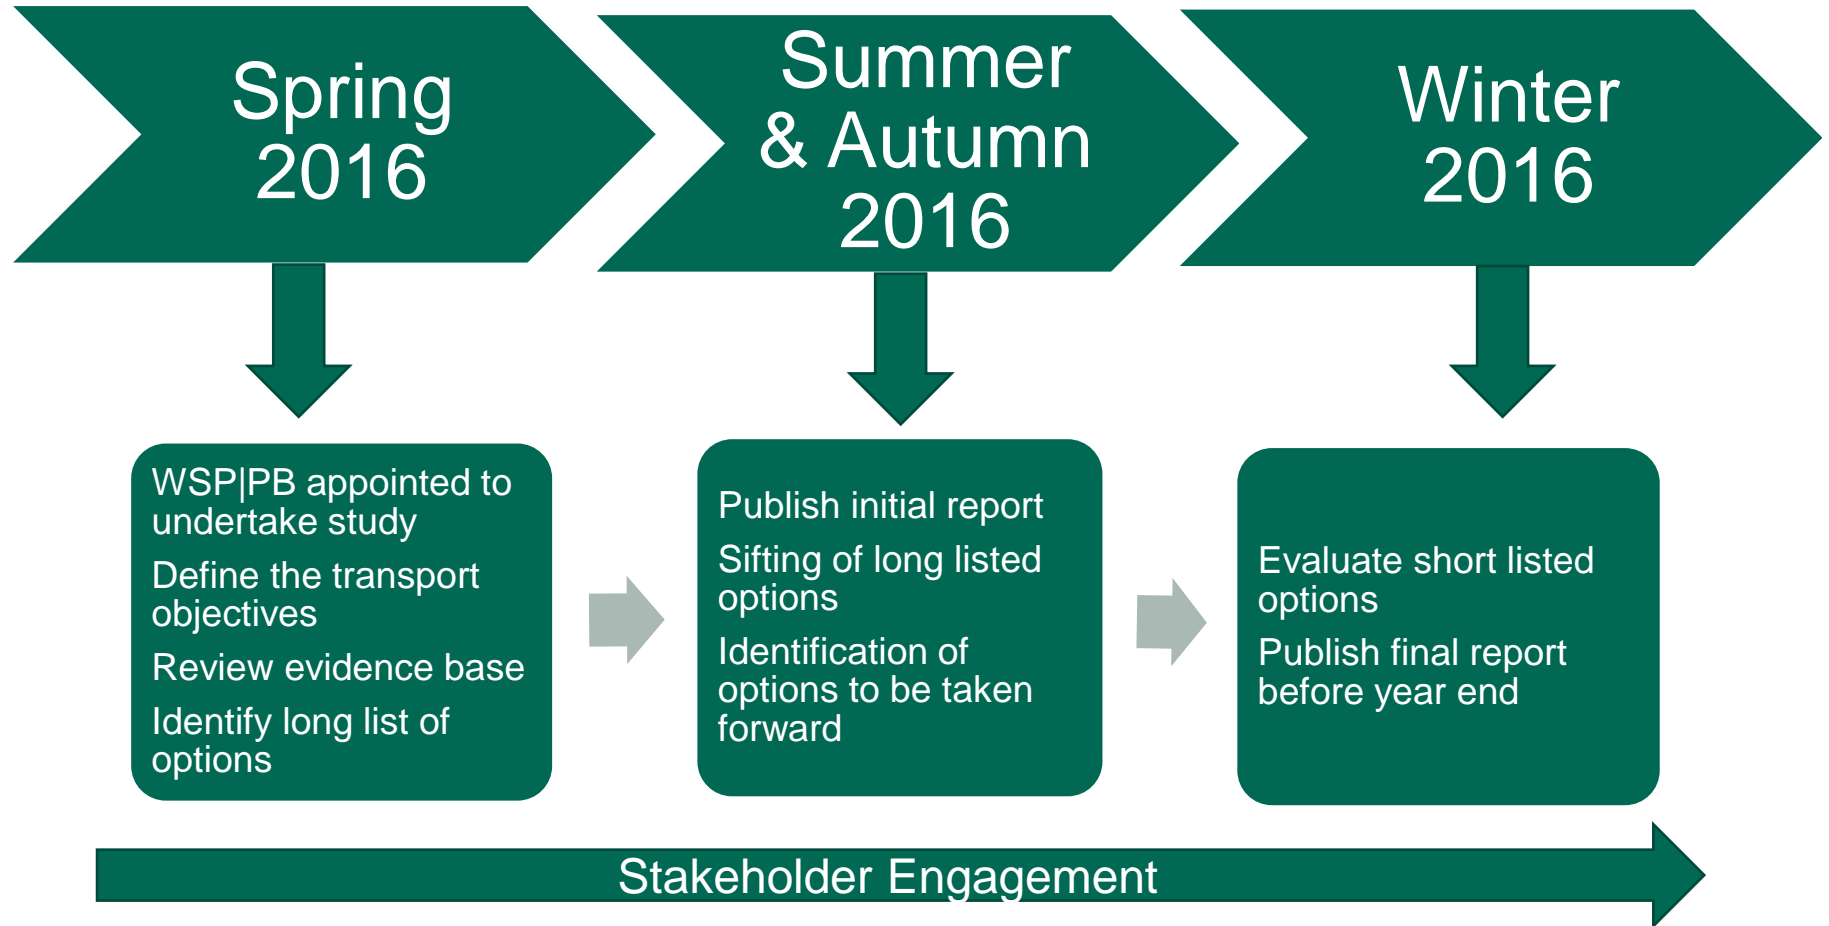 Spring
2016
Summer
& Autumn
2016
Winter
2016
WSP|PB appointed to
undertake study
Define the transport
objectives
Review evidence base
Identify long list of
options
Publish initial report
Sifting of long listed
options
Identification of
options to be taken
forward
Evaluate short listed
options
Publish final report
before year end
Stakeholder Engagement